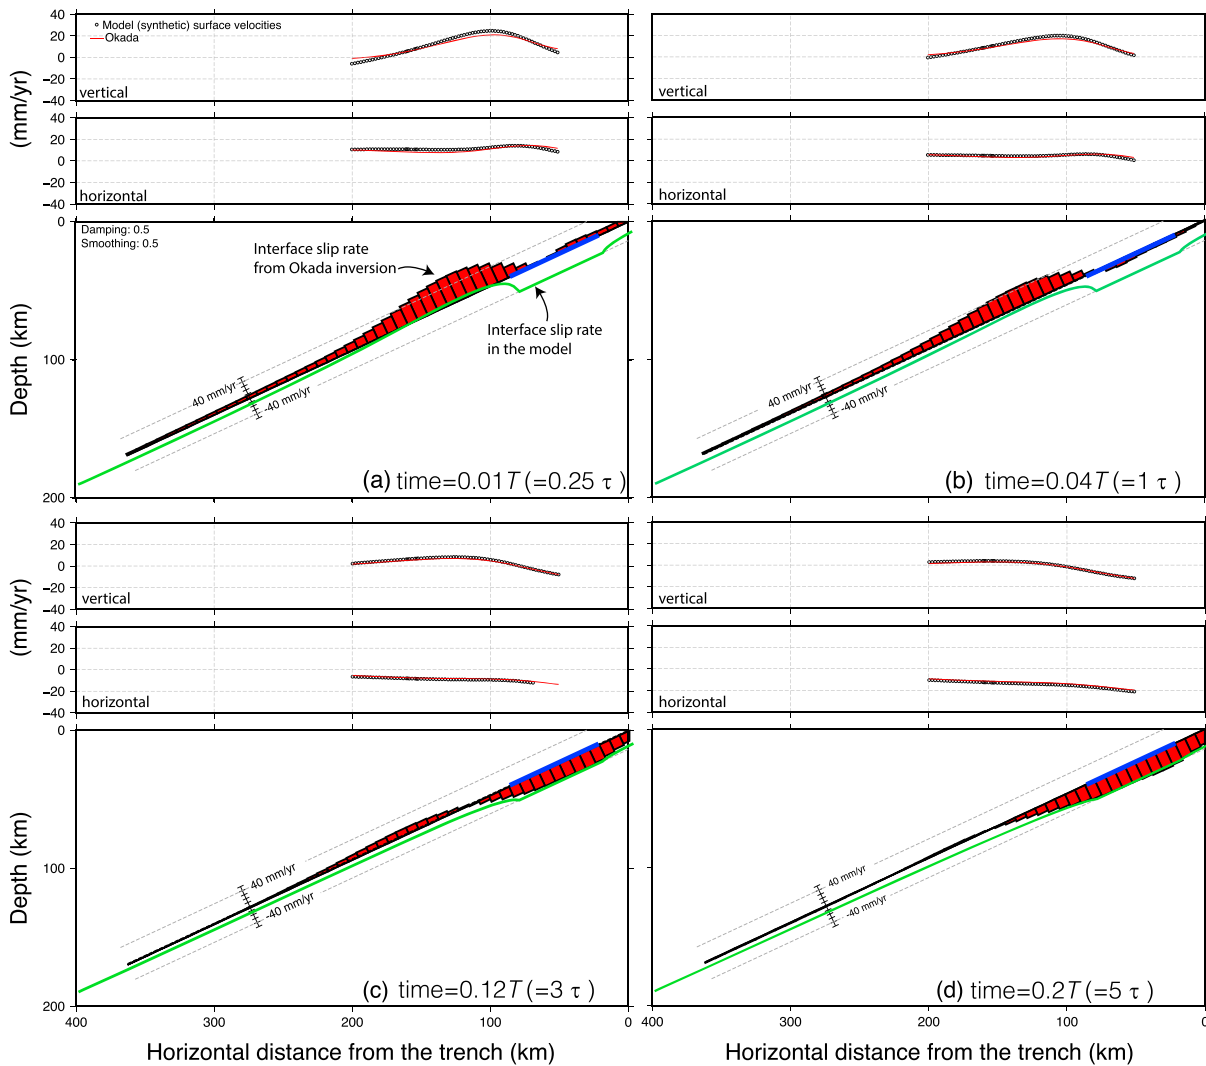 40
20
0
−20
−40
Model (synthetic) surface velocities
Okada
vertical
vertical
(mm/yr)
40
20
0
−20
−40
horizontal
horizontal
0
100
200
Depth (km)
Damping: 0.5
Smoothing: 0.5
Interface slip rate
from Okada inversion
Interface slip rate
in the model
40 mm/yr
-40 mm/yr
(a) time=0.01T (=0.25 τ )
40 mm/yr
-40 mm/yr
(b) time=0.04T (=1 τ )
40
20
0
−20
−40
vertical
vertical
(mm/yr)
40
20
0
−20
−40
horizontal
horizontal
0
100
200
Depth (km)
40 mm/yr
-40 mm/yr
(c) time=0.12T (=3 τ )
40 mm/yr
-40 mm/yr
(d) time=0.2T (=5 τ )
400 300 200 100 0
400 300 200 100 0
Horizontal distance from the trench (km)
Horizontal distance from the trench (km)